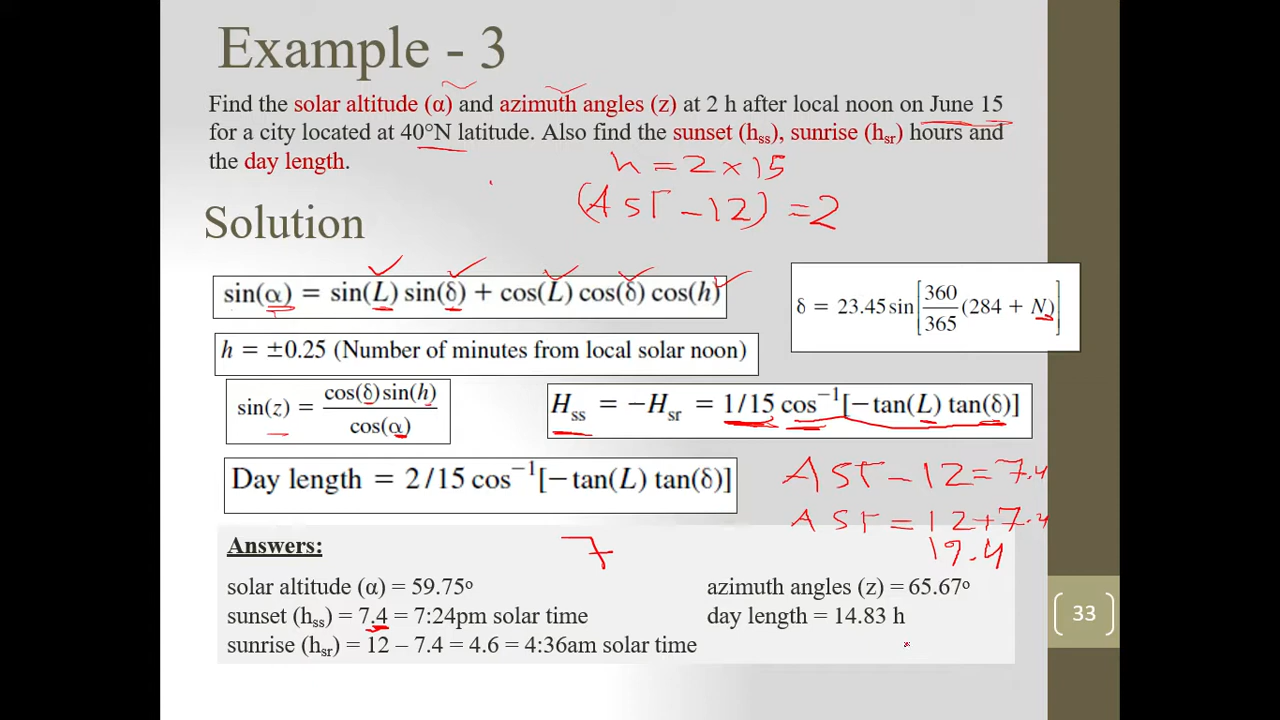 Example - 3
Find the solar altitude (α) and azimuth angles (z) at 2 h after local noon on June 15
for a city located at 40°N latitude. Also find the sunset (hss), sunrise (hsr) hours and
the day length.
h = 2 × 15
(AST - 12) = 2
Solution
sin(α) = sin(L) sin(δ) + cos(L) cos(δ) cos(h)
δ = 23.45 sin[360/365 (284 + N)]
h = ±0.25 (Number of minutes from local solar noon)
sin(z) = cos(δ) sin(h) / cos(α)
Hss = −Hsr = 1/15 cos⁻¹[−tan(L) tan(δ)]
Day length = 2/15 cos⁻¹[−tan(L) tan(δ)]
AST - 12 = 7.4
AST = 12 + 7.4
19.4
Answers:
7
solar altitude (α) = 59.75º
azimuth angles (z) = 65.67º
sunset (hss) = 7.4 = 7:24pm solar time
day length = 14.83 h
sunrise (hsr) = 12 – 7.4 = 4.6 = 4:36am solar time
33